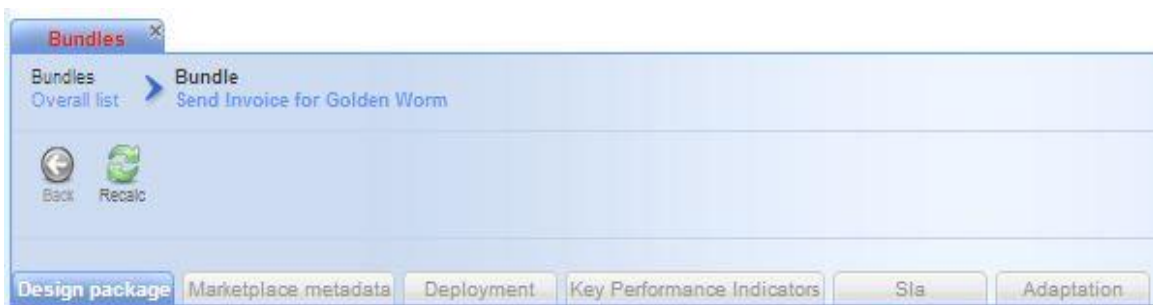 Bundles
Bundles Bundle
Overall list Send Invoice for Golden Worm
Back Recalc
Design package Marketplace metadata Deployment Key Performance Indicators Sla Adaptation